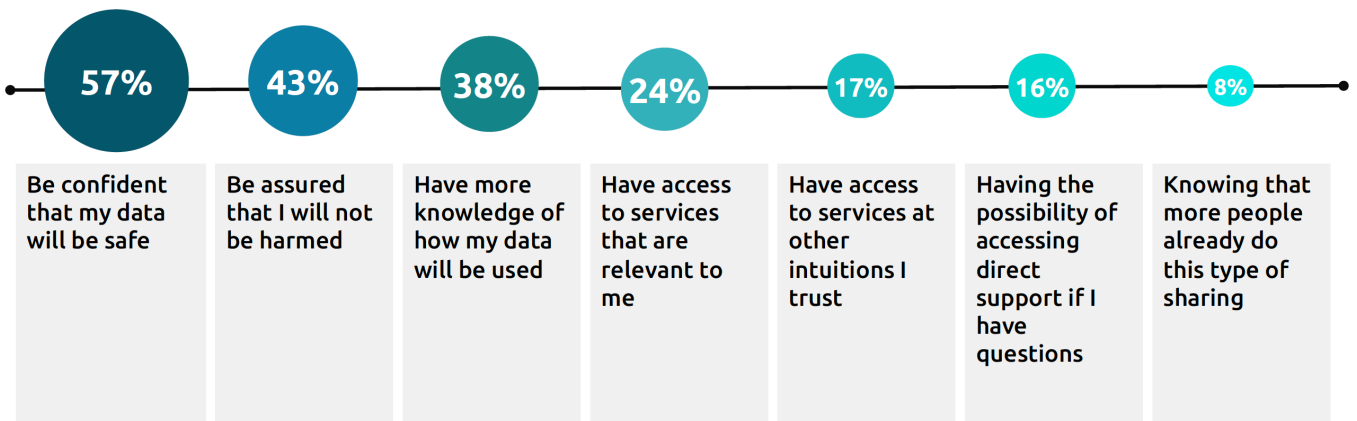 57%
43%
38%
24%
17%
16%
8%
Be confident
that my data
will be safe
Be assured
that I will not
be harmed
Have more
knowledge of
how my data
will be used
Have access
to services
that are
relevant to
me
Have access
to services at
other
intuitions I
trust
Having the
possibility of
accessing
direct
support if I
have
questions
Knowing that
more people
already do
this type of
sharing